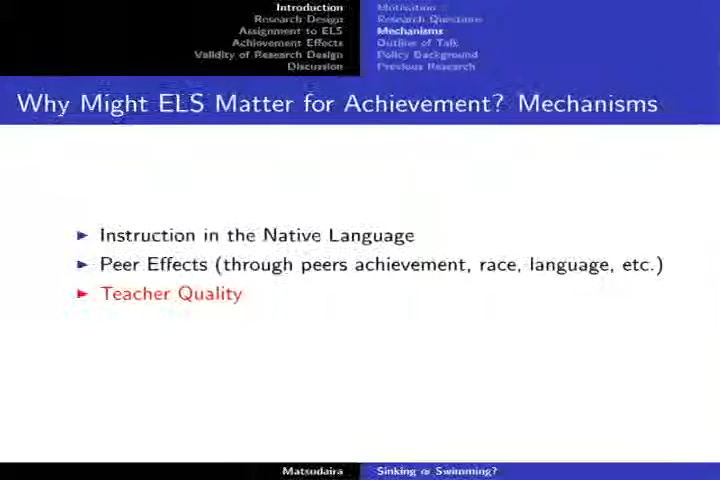 Introduction
Research Design
Assignment to ELS
Achievement Effects
Validity of Research Design
Discussion
Motivation
Research Questions
Mechanisms
Outline of Talk
Policy Background
Previous Research
Why Might ELS Matter for Achievement? Mechanisms
Instruction in the Native Language
Peer Effects (through peers achievement, race, language, etc.)
Teacher Quality
Matsudaira
Sinking or Swimming?